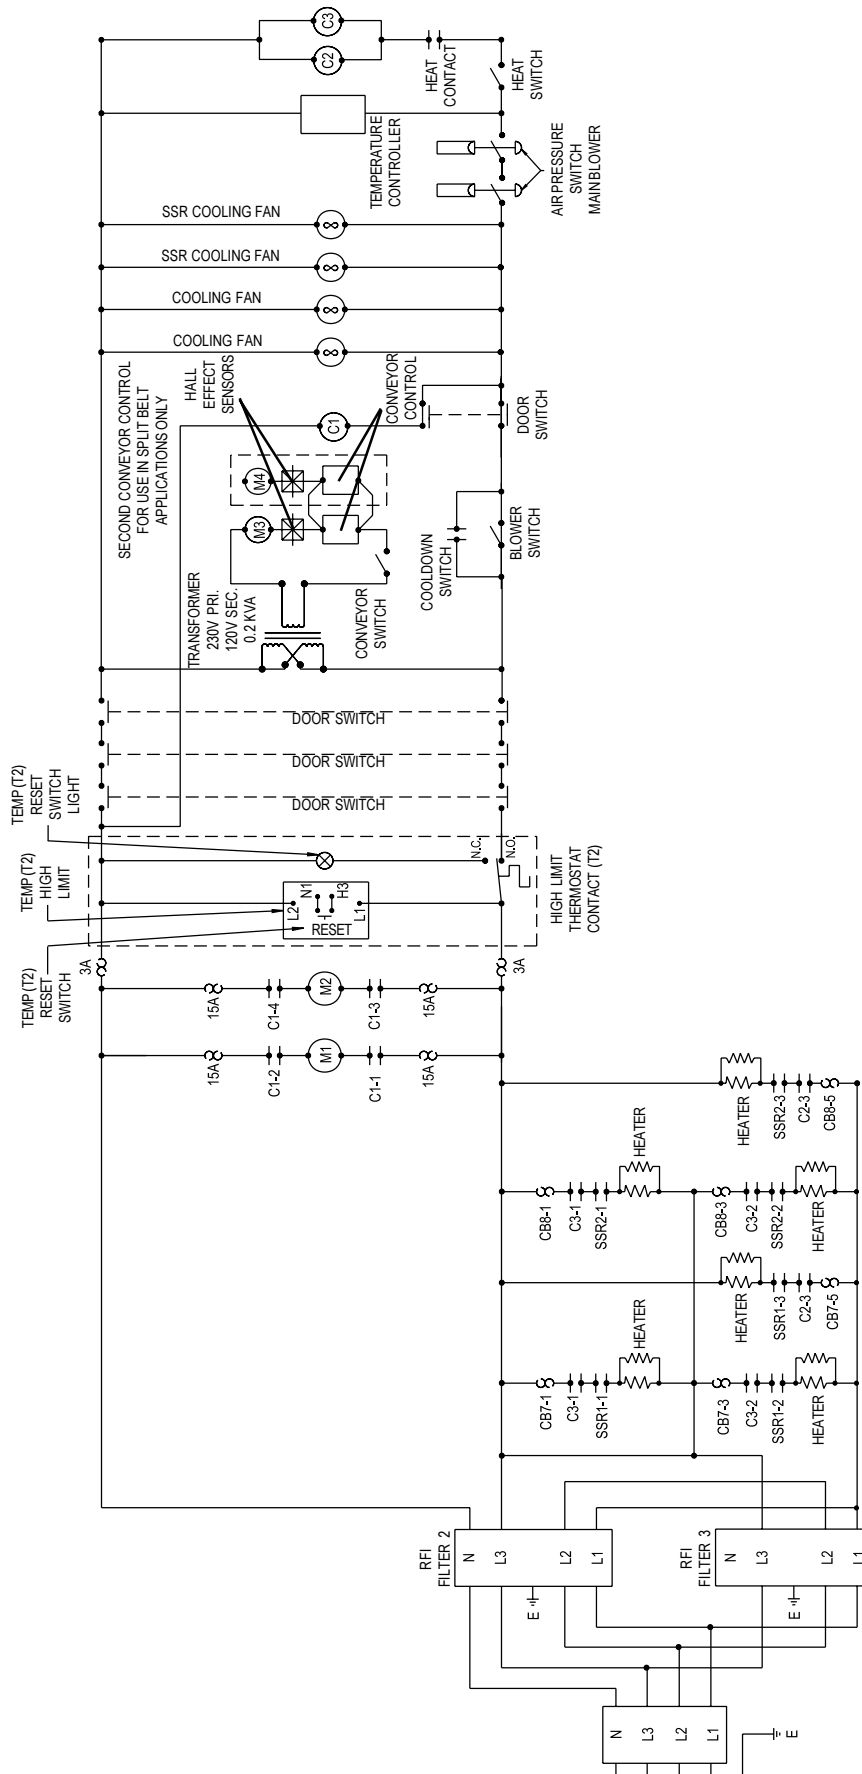 C3
C2
HEAT
CONTACT
HEAT
SWITCH
TEMPERATURE
CONTROLLER
AIR PRESSURE
SWITCH
MAIN BLOWER
SSR COOLING FAN
SSR COOLING FAN
COOLING FAN
COOLING FAN
SECOND CONVEYOR CONTROL
FOR USE IN SPLIT BELT
APPLICATIONS ONLY
HALL
EFFECT
SENSORS
CONVEYOR
CONTROL
C1
DOOR
SWITCH
M4
M3
COOLDOWN
SWITCH
BLOWER
SWITCH
TRANSFORMER
230V PRI.
120V SEC.
0.2 KVA
CONVEYOR
SWITCH
DOOR SWITCH
DOOR SWITCH
DOOR SWITCH
TEMP (T2)
RESET
SWITCH
LIGHT
TEMP (T2)
HIGH
LIMIT
TEMP (T2)
RESET
SWITCH
N.C.
N.O.
L2
N1
H3
L1
RESET
HIGH LIMIT
THERMOSTAT
CONTACT (T2)
3A
3A
15A
C1-4
M2
C1-3
15A
15A
C1-2
M1
C1-1
15A
HEATER
SSR2-3
C2-3
CB8-5
CB8-1
C3-1
SSR2-1
HEATER
CB8-3
C3-2
SSR2-2
HEATER
HEATER
SSR1-3
C2-3
CB7-5
CB7-1
C3-1
SSR1-1
HEATER
CB7-3
C3-2
SSR1-2
HEATER
RFI
FILTER 2
N
L3
L2
L1
E
RFI
FILTER 3
N
L3
L2
L1
E
N
L3
L2
L1
E